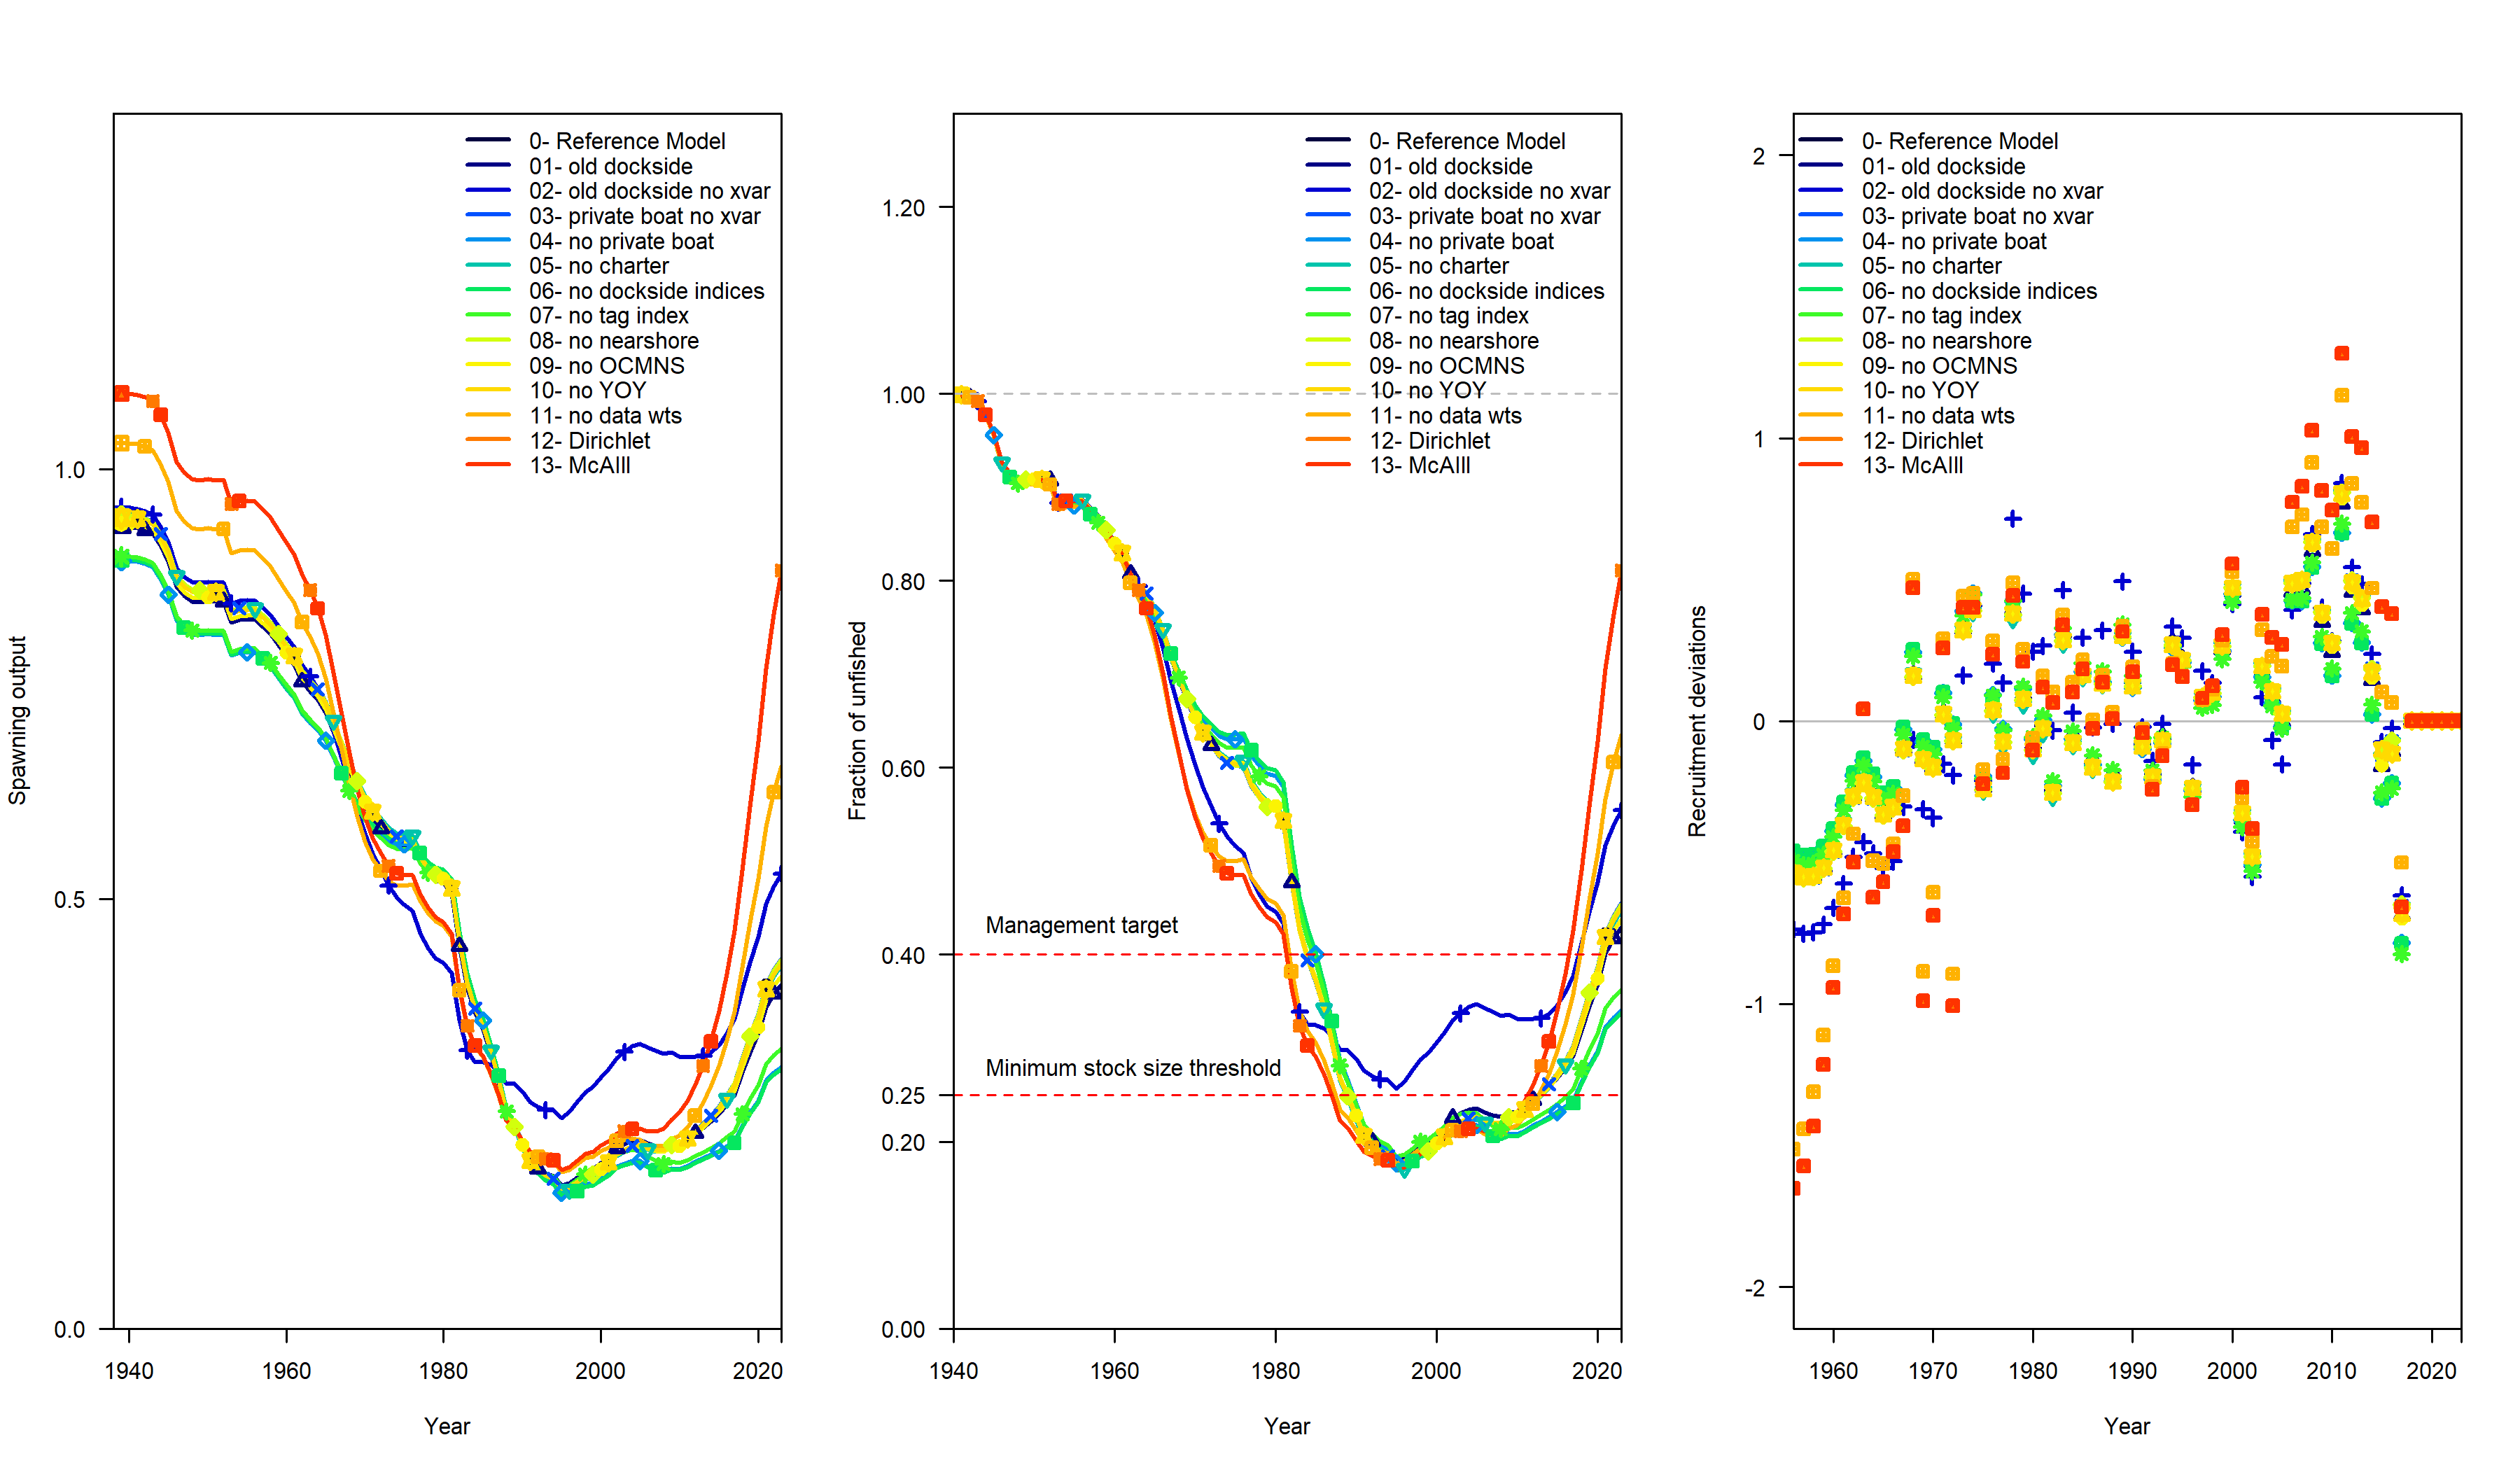 0- Reference Model
01- old dockside
02- old dockside no xvar
03- private boat no xvar
04- no private boat
05- no charter
06- no dockside indices
07- no tag index
08- no nearshore
09- no OCMNS
10- no YOY
11- no data wts
12- Dirichlet
13- McAlll
Spawning output
1.0
0.5
0.0
1940 1960 1980 2000 2020
Year
0- Reference Model
01- old dockside
02- old dockside no xvar
03- private boat no xvar
04- no private boat
05- no charter
06- no dockside indices
07- no tag index
08- no nearshore
09- no OCMNS
10- no YOY
11- no data wts
12- Dirichlet
13- McAlll
Fraction of unfished
1.20
1.00
0.80
0.60
0.40
0.25
0.20
0.00
Management target
Minimum stock size threshold
1940 1960 1980 2000 2020
Year
0- Reference Model
01- old dockside
02- old dockside no xvar
03- private boat no xvar
04- no private boat
05- no charter
06- no dockside indices
07- no tag index
08- no nearshore
09- no OCMNS
10- no YOY
11- no data wts
12- Dirichlet
13- McAlll
Recruitment deviations
2
1
0
-1
-2
1960 1970 1980 1990 2000 2010 2020
Year